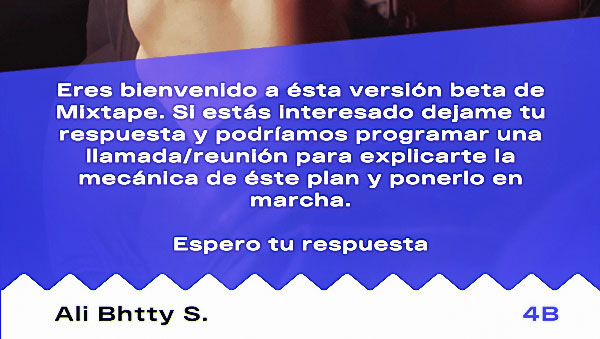 Eres bienvenido a ésta versión beta de
Mixtape. Si estás interesado dejame tu
respuesta y podríamos programar una
llamada/reunión para explicarte la
mecánica de éste plan y ponerlo en
marcha.
Espero tu respuesta
Ali Bhtty S.
4B